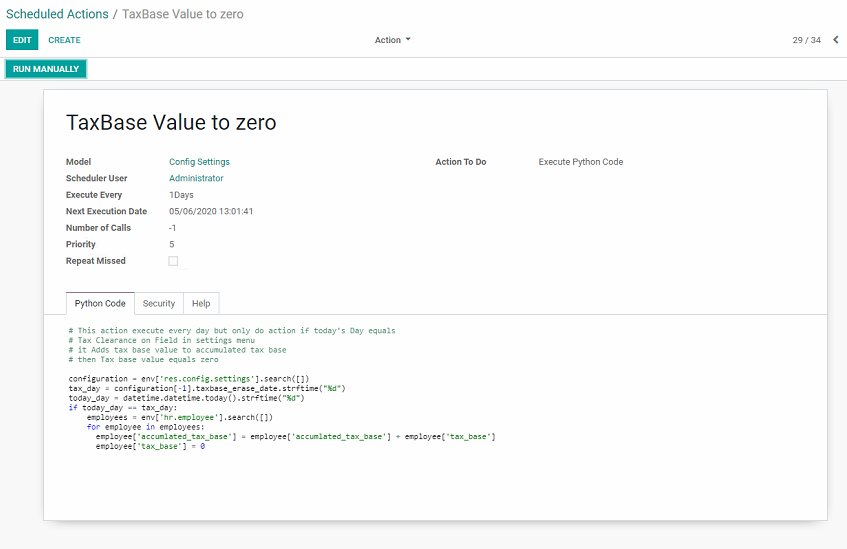 Scheduled Actions / TaxBase Value to zero
EDIT CREATE Action 29 / 34
RUN MANUALLY
TaxBase Value to zero
Model Config Settings Action To Do Execute Python Code
Scheduler User Administrator
Execute Every 1Days
Next Execution Date 05/06/2020 13:01:41
Number of Calls -1
Priority 5
Repeat Missed
Python Code Security Help
# This action execute every day but only do action if today's Day equals
# Tax Clearance on Field in settings menu
# it Adds tax base value to accumulated tax base
# then Tax base value equals zero
configuration = env['res.config.settings'].search([])
tax_day = configuration[-1].taxbase_erase_date.strftime("%d")
today_day = datetime.datetime.today().strftime("%d")
if today_day == tax_day:
employees = env['hr.employee'].search([])
for employee in employees:
employee['accumlated_tax_base'] = employee['accumlated_tax_base'] + employee['tax_base']
employee['tax_base'] = 0